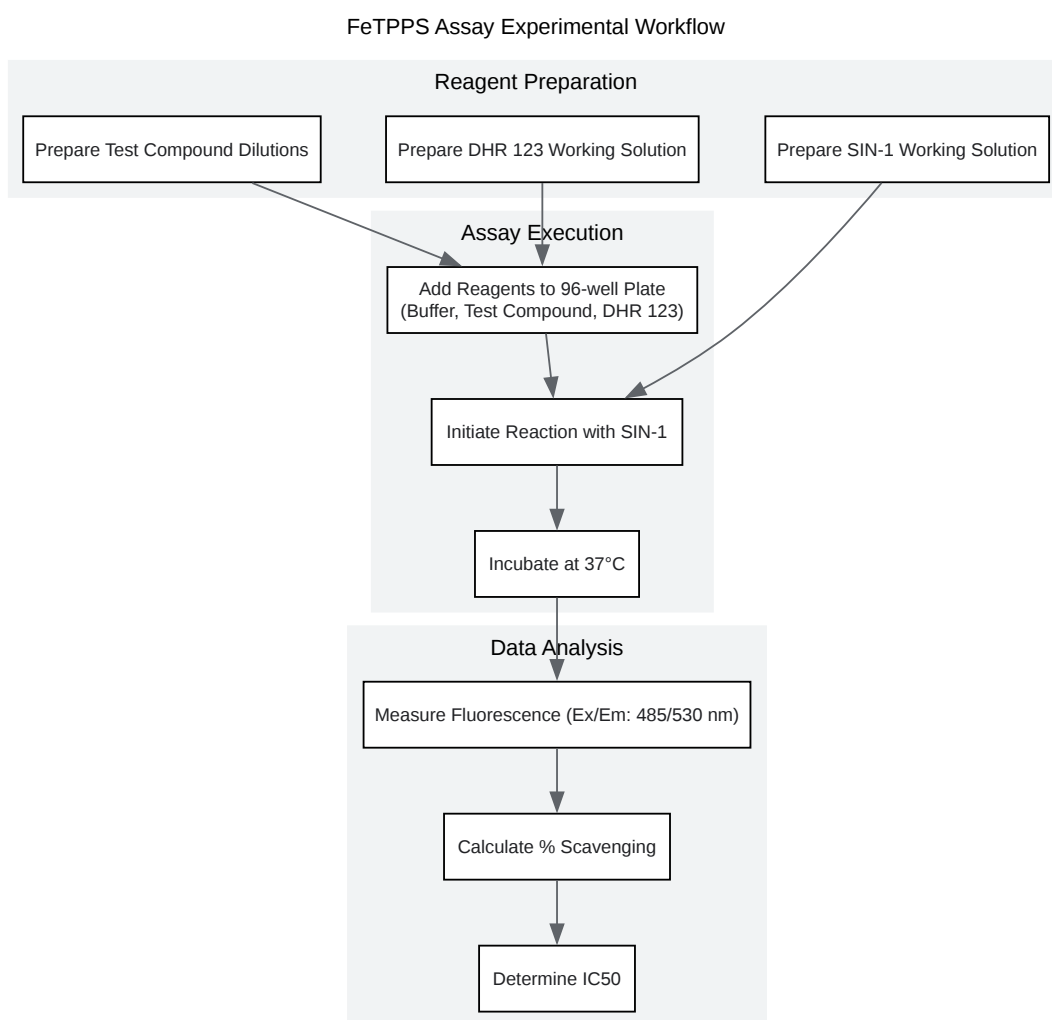 FeTPPS Assay Experimental Workflow
Reagent Preparation
Prepare Test Compound Dilutions
Prepare DHR 123 Working Solution
Prepare SIN-1 Working Solution
Assay Execution
Add Reagents to 96-well Plate
(Buffer, Test Compound, DHR 123)
Initiate Reaction with SIN-1
Incubate at 37°C
Data Analysis
Measure Fluorescence (Ex/Em: 485/530 nm)
Calculate % Scavenging
Determine IC50